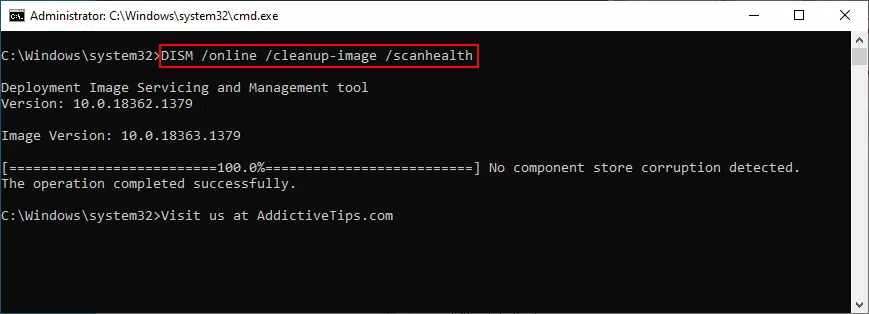 Administrator: C:\Windows\system32\cmd.exe
C:\Windows\system32>DISM /online /cleanup-image /scanhealth
Deployment Image Servicing and Management tool
Version: 10.0.18362.1379
Image Version: 10.0.18363.1379
[==========================100.0%==========================] No component store corruption detected.
The operation completed successfully.
C:\Windows\system32>Visit us at AddictiveTips.com